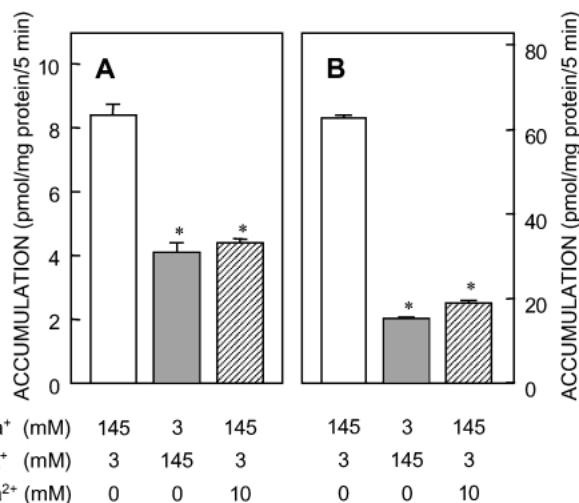 A
B
ACCUMULATION (pmol/mg protein/5 min)
10
8
6
4
2
0
* *
* *
80
60
40
20
0
ACCUMULATION (pmol/mg protein/5 min)
a⁺ (mM) 145 3 145 145 3 145
⁺ (mM) 3 145 3 3 145 3
a²⁺ (mM) 0 0 10 0 0 10